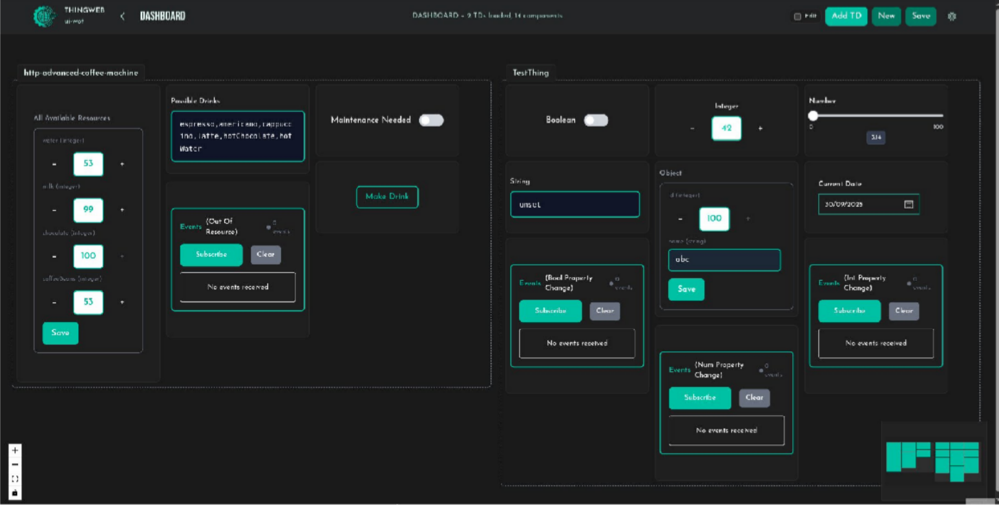 THINGWEB
ui-wot
DASHBOARD
DASHBOARD - 2 TDs loaded, 14 components
Edit
Add TD
New
Save
http-advanced-coffee-machine
All Available Resources
water (integer)
- 53 +
milk (integer)
- 99 +
chocolate (integer)
- 100 +
coffeeBeans (integer)
- 53 +
Save
Possible Drinks
espresso,americano,cappucc
ino,latte,hotChocolate,hot
Water
Events (Out Of Resource)
0 events
Subscribe
Clear
No events received
Maintenance Needed
Make Drink
TestThing
Boolean
Integer
- 42 +
Number
0
100
3.14
String
unset
Object
id (integer)
- 100 +
name (string)
abc
Save
Current Date
30/09/2025
Events (Bool Property Change)
0 events
Subscribe
Clear
No events received
Events (Num Property Change)
0 events
Subscribe
Clear
No events received
Events (Int Property Change)
0 events
Subscribe
Clear
No events received